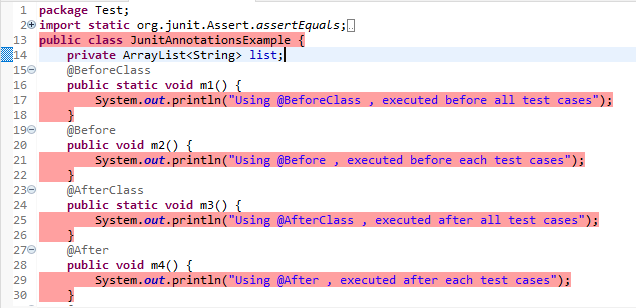 1 package Test;
2 import static org.junit.Assert.assertEquals;
13 public class JunitAnnotationsExample {
14 private ArrayList<String> list;
15 @BeforeClass
16 public static void m1() {
17 System.out.println("Using @BeforeClass , executed before all test cases");
18 }
19 @Before
20 public void m2() {
21 System.out.println("Using @Before , executed before each test cases");
22 }
23 @AfterClass
24 public static void m3() {
25 System.out.println("Using @AfterClass , executed after all test cases");
26 }
27 @After
28 public void m4() {
29 System.out.println("Using @After , executed after each test cases");
30 }